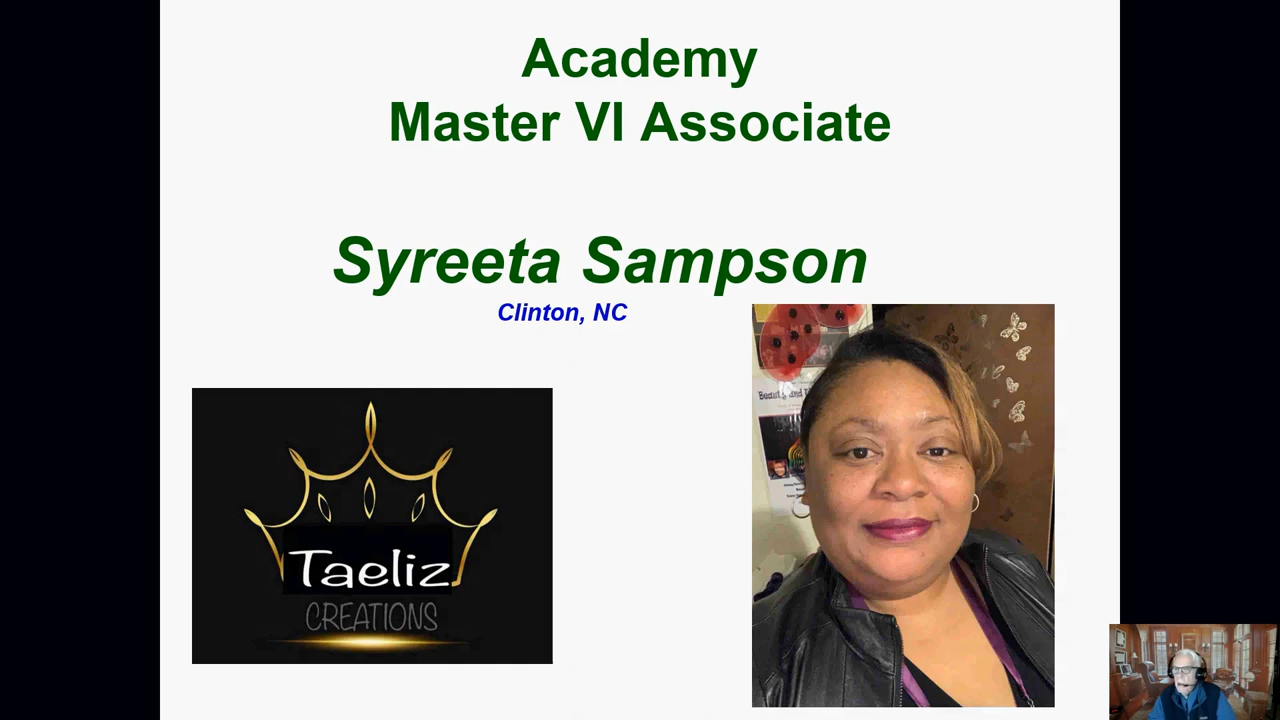 Academy
Master VI Associate
Syreeta Sampson
Clinton, NC
Taeliz
CREATIONS